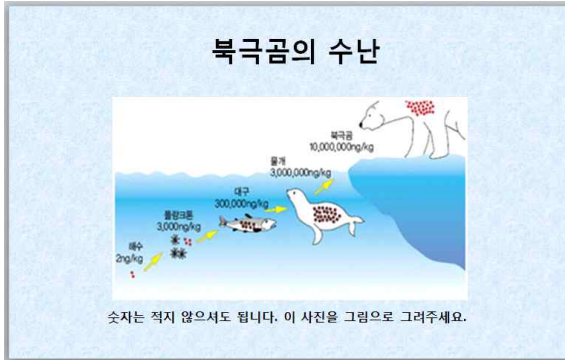 북극곰의 수난
북극곰
10,000,000ng/kg
물개
3,000,000ng/kg
대구
300,000ng/kg
플랑크톤
3,000ng/kg
해수
2ng/kg
숫자는 적지 않으셔도 됩니다. 이 사진을 그림으로 그려주세요.